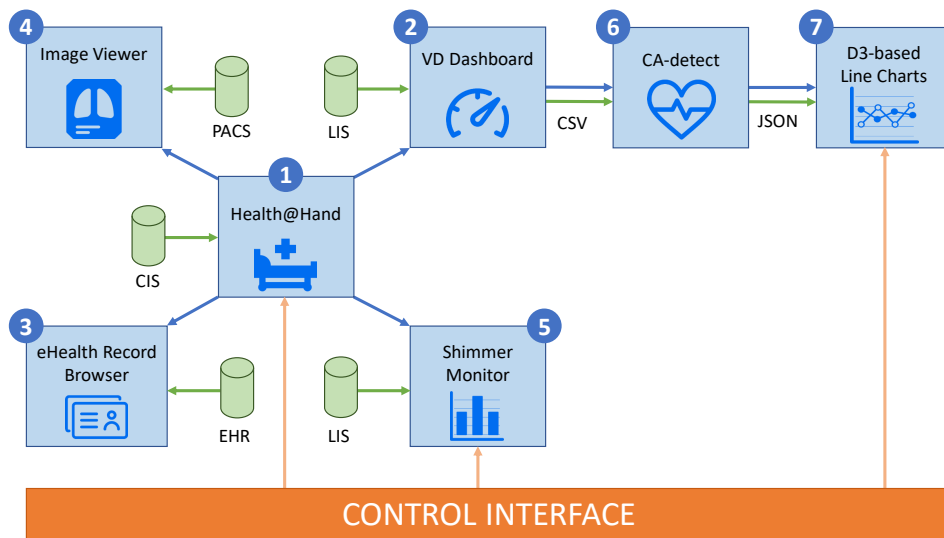 4
Image Viewer
PACS
LIS
2
VD Dashboard
CSV
6
CA-detect
JSON
7
D3-based
Line Charts
1
Health@Hand
CIS
3
eHealth Record
Browser
EHR
LIS
5
Shimmer
Monitor
CONTROL INTERFACE